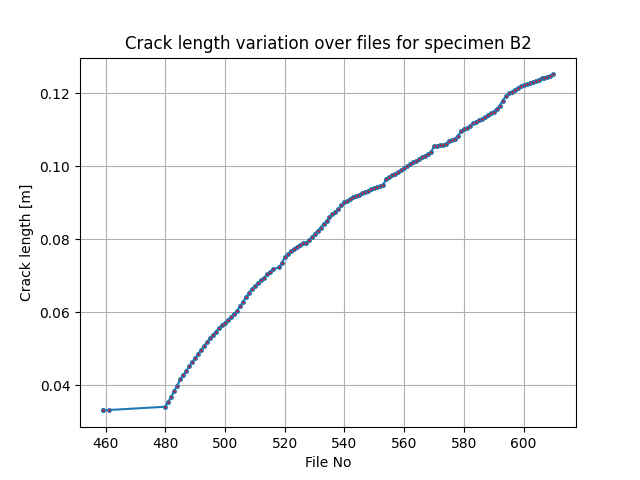 Crack length variation over files for specimen B2
Crack length [m]
0.12
0.10
0.08
0.06
0.04
460 480 500 520 540 560 580 600
File No